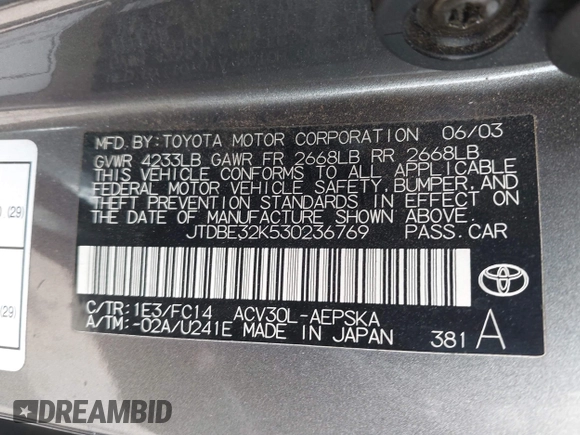 MFD. BY: TOYOTA MOTOR CORPORATION 06/03
GVWR 4233LB GAWR FR 2668LB RR 2668LB
THIS VEHICLE CONFORMS TO ALL APPLICABLE
FEDERAL MOTOR VEHICLE SAFETY, BUMPER, AND
THEFT PREVENTION STANDARDS IN EFFECT ON
THE DATE OF MANUFACTURE SHOWN ABOVE.
JTDBE32K530236769 PASS.CAR
C/TR: 1E3/FC14 ACV30L-AEPSKA
A/TM: -02A/U241E MADE IN JAPAN 381 A
(29
(29)
DREAMBID